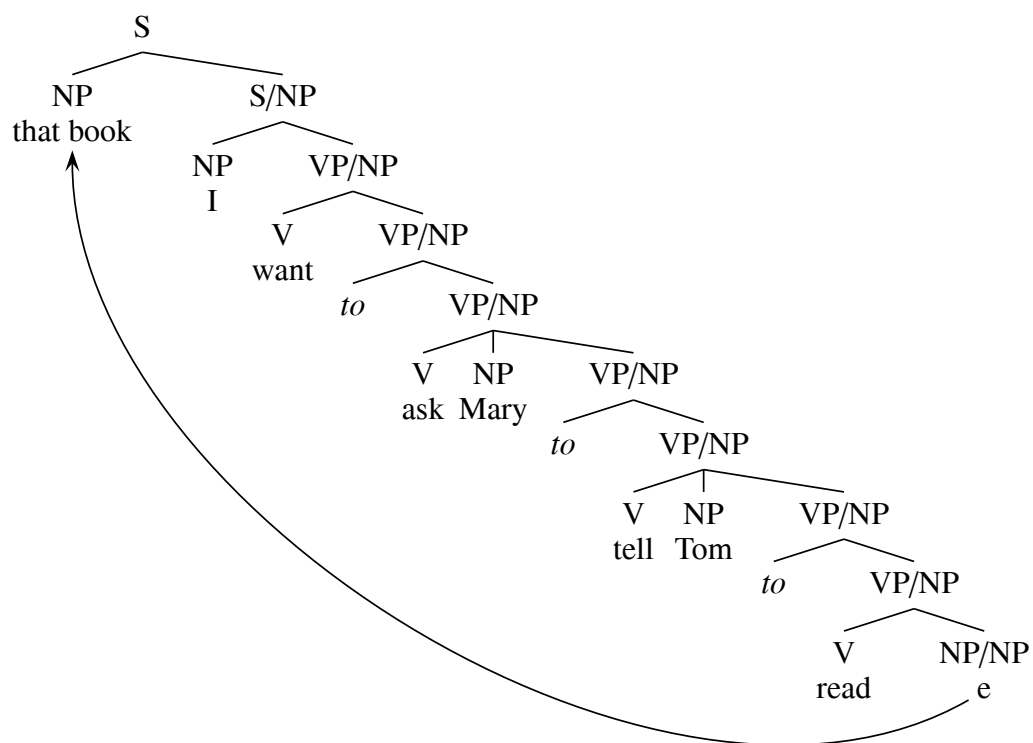 S
NP S/NP
that book
NP VP/NP
I
V VP/NP
want
to VP/NP
V NP VP/NP
ask Mary
to VP/NP
V NP VP/NP
tell Tom
to VP/NP
V NP/NP
read e